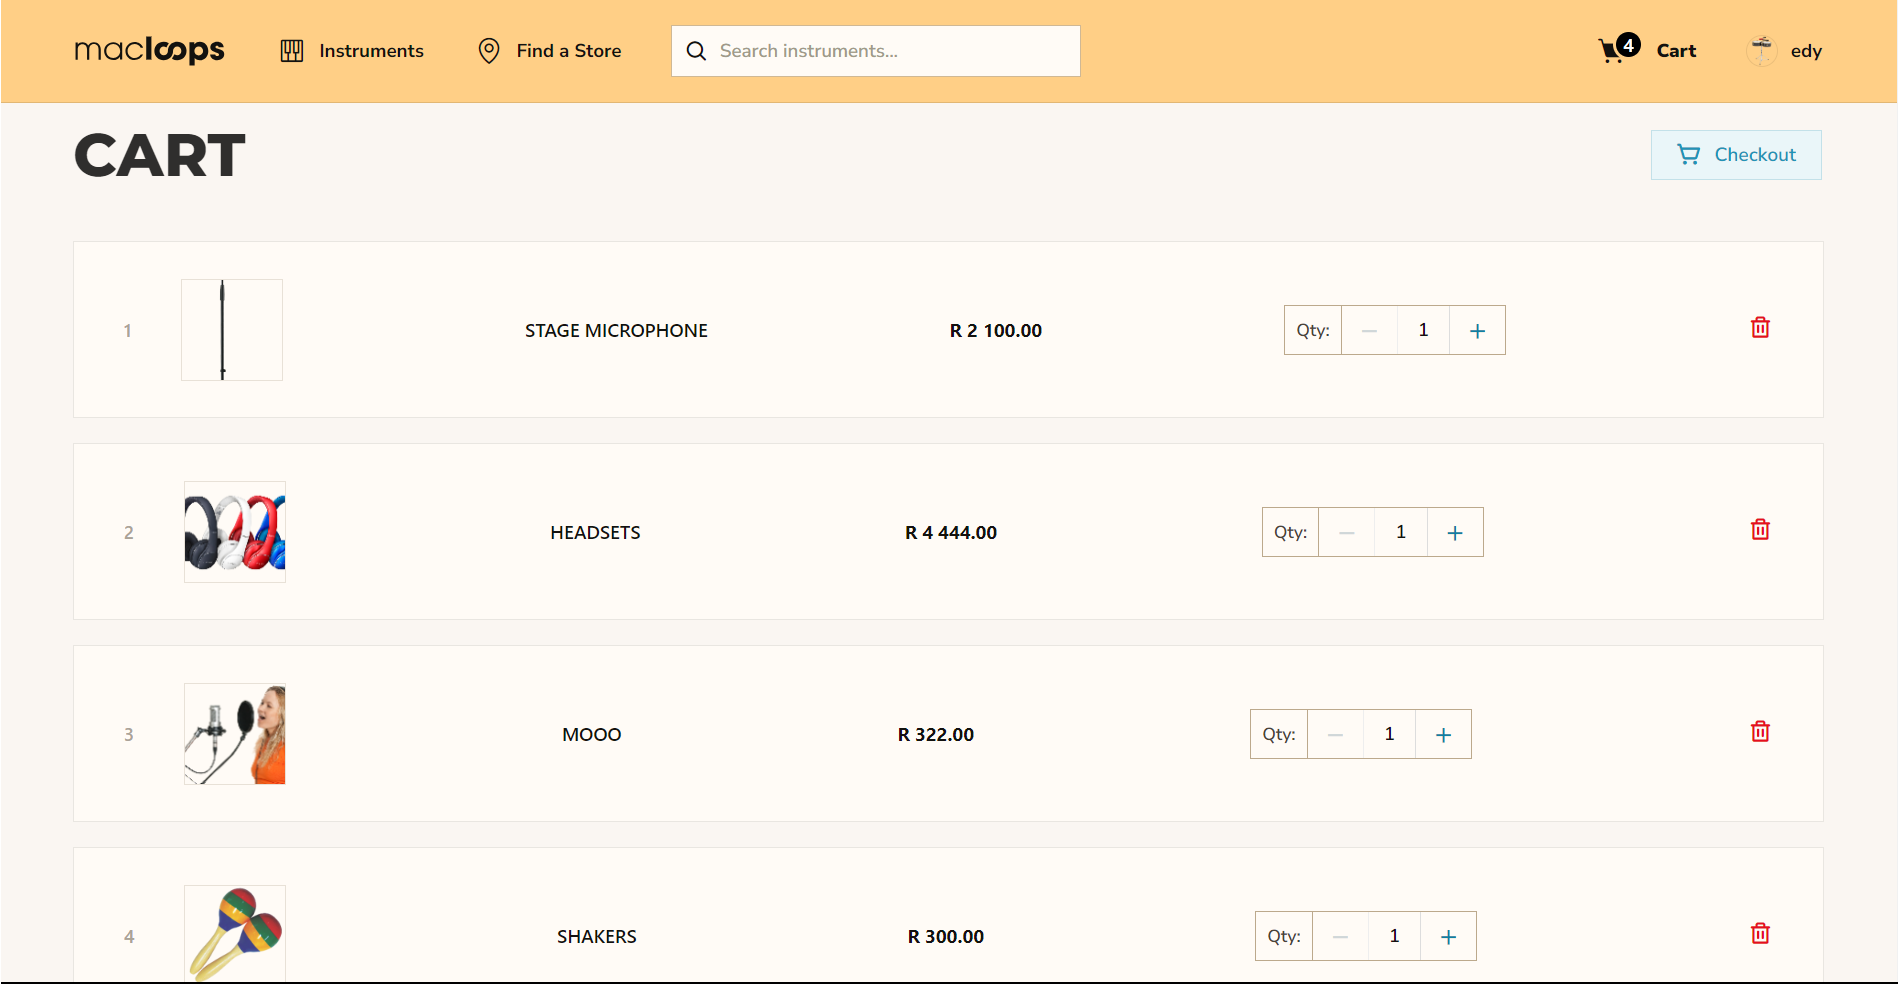 macloops Instruments Find a Store Search instruments... 4 Cart edy
CART Checkout
1 STAGE MICROPHONE R 2 100.00 Qty: − 1 +
2 HEADSETS R 4 444.00 Qty: − 1 +
3 MOOO R 322.00 Qty: − 1 +
4 SHAKERS R 300.00 Qty: − 1 +